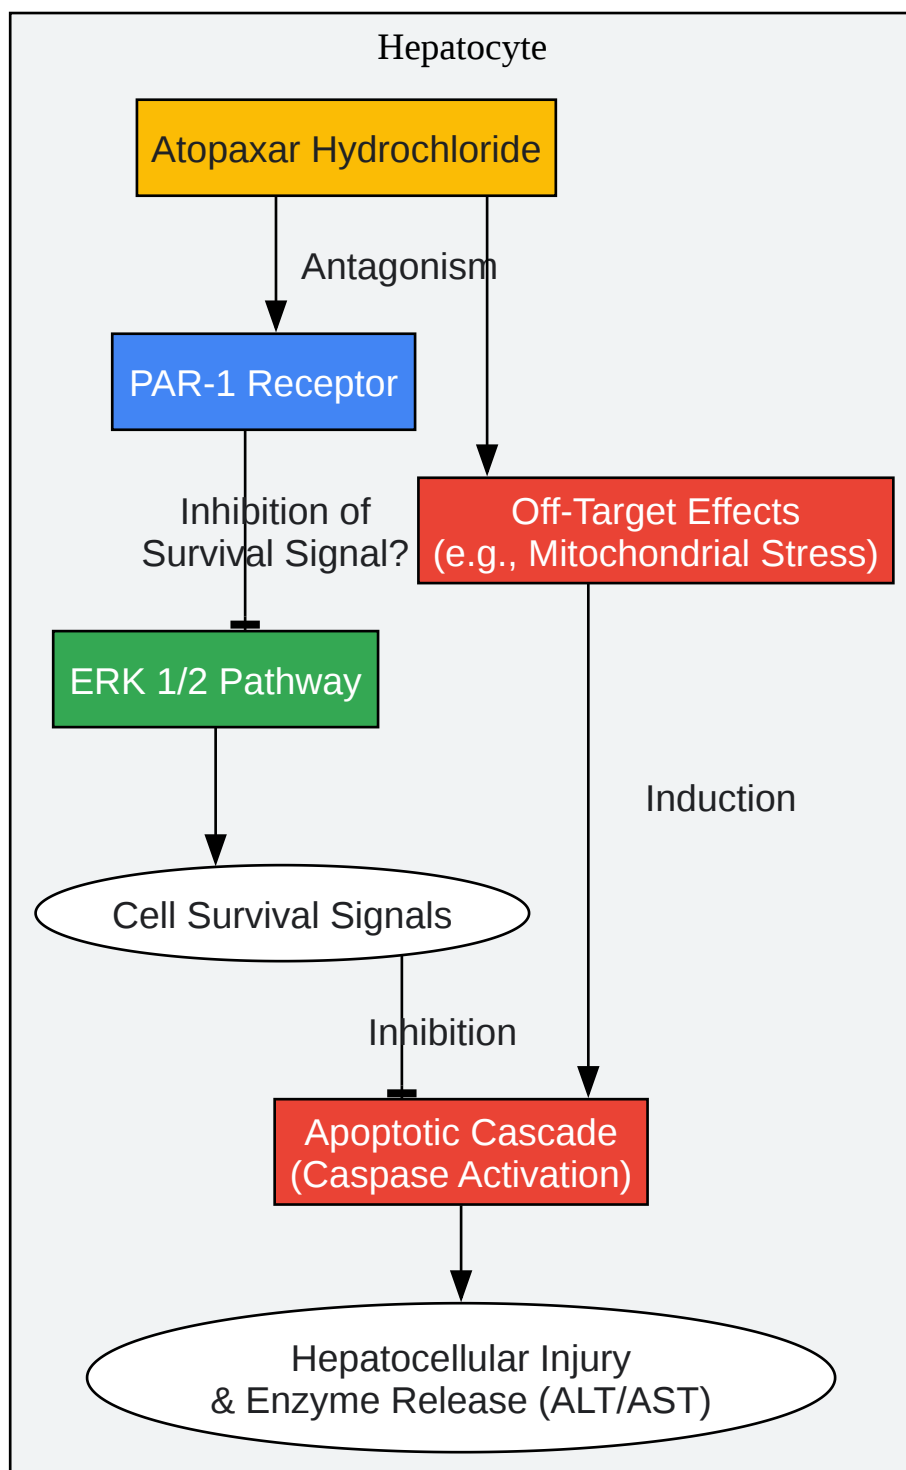 Hepatocyte
Atopaxar Hydrochloride
Antagonism
PAR-1 Receptor
Inhibition of
Survival Signal?
Off-Target Effects
(e.g., Mitochondrial Stress)
ERK 1/2 Pathway
Induction
Cell Survival Signals
Inhibition
Apoptotic Cascade
(Caspase Activation)
Hepatocellular Injury
& Enzyme Release (ALT/AST)